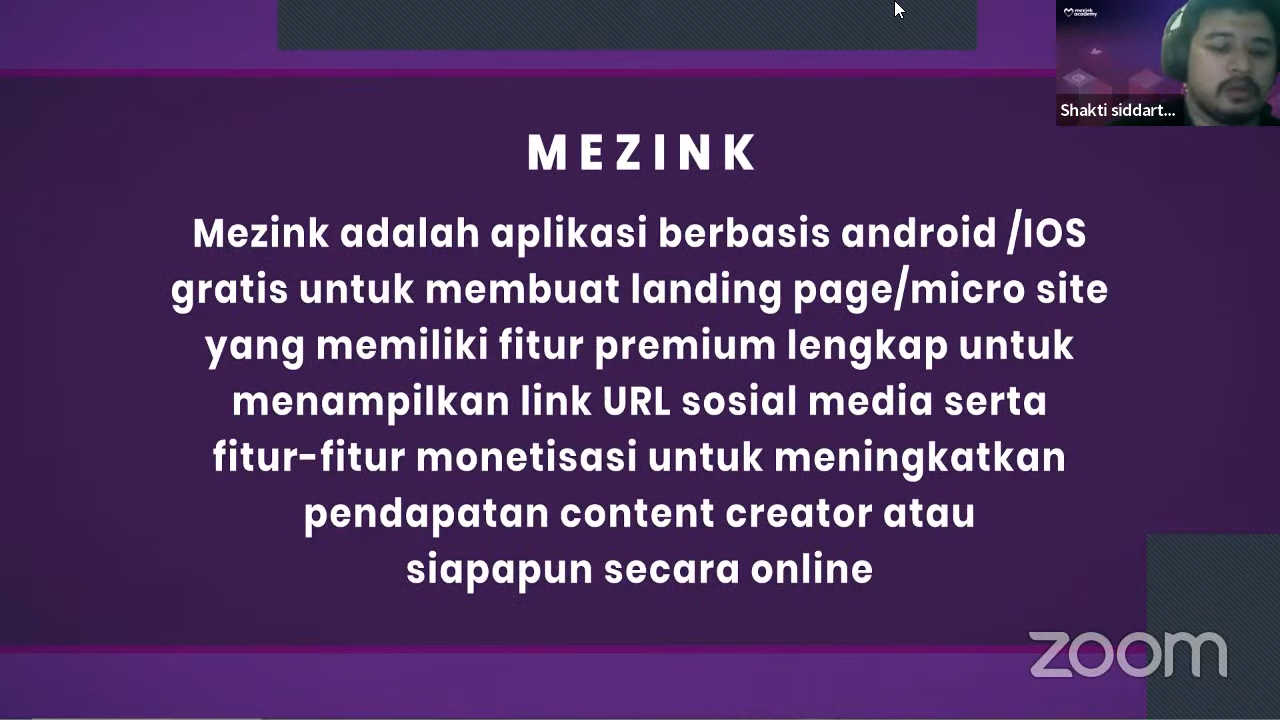 mezink
academy
Shakti siddart...
MEZINK
Mezink adalah aplikasi berbasis android /IOS
gratis untuk membuat landing page/micro site
yang memiliki fitur premium lengkap untuk
menampilkan link URL sosial media serta
fitur-fitur monetisasi untuk meningkatkan
pendapatan content creator atau
siapapun secara online
zoom